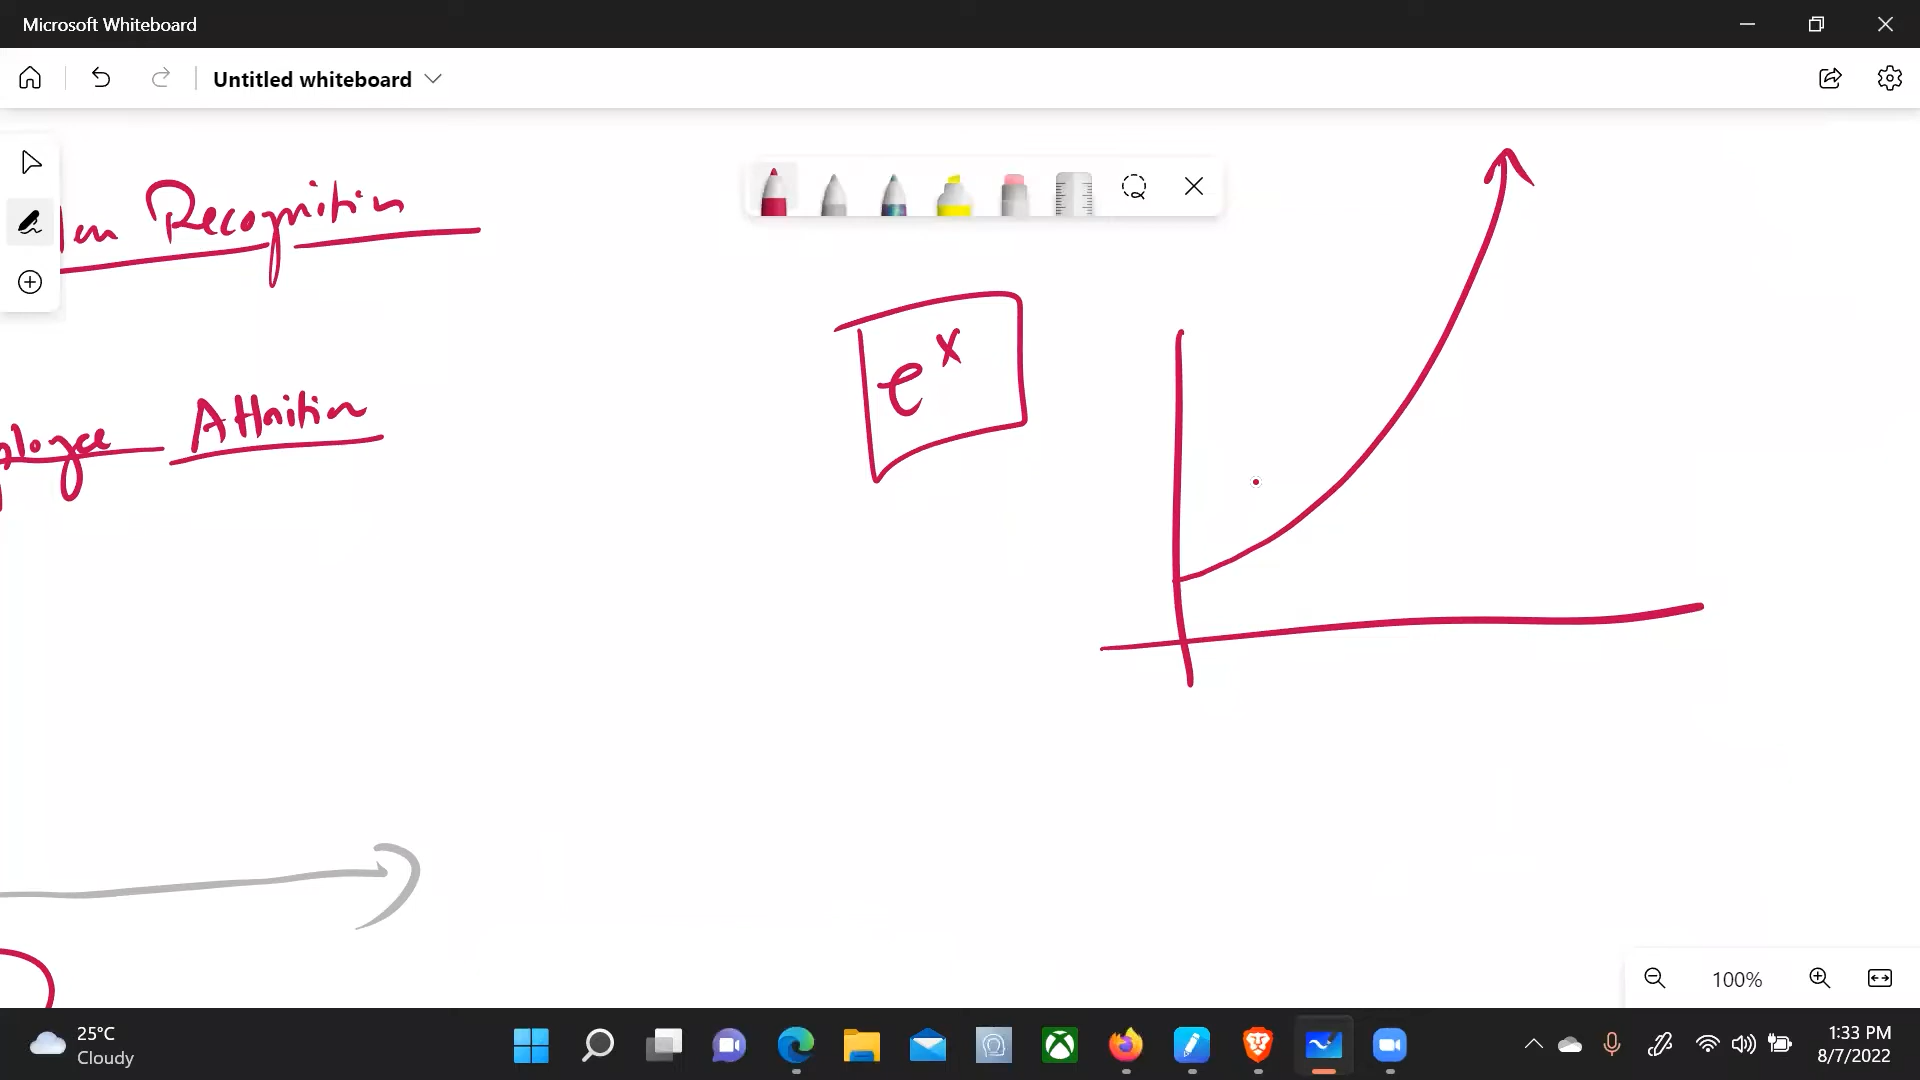 Microsoft Whiteboard
Untitled whiteboard
Recognition
e^x
Attrition
100%
25°C
Cloudy
1:33 PM
8/7/2022